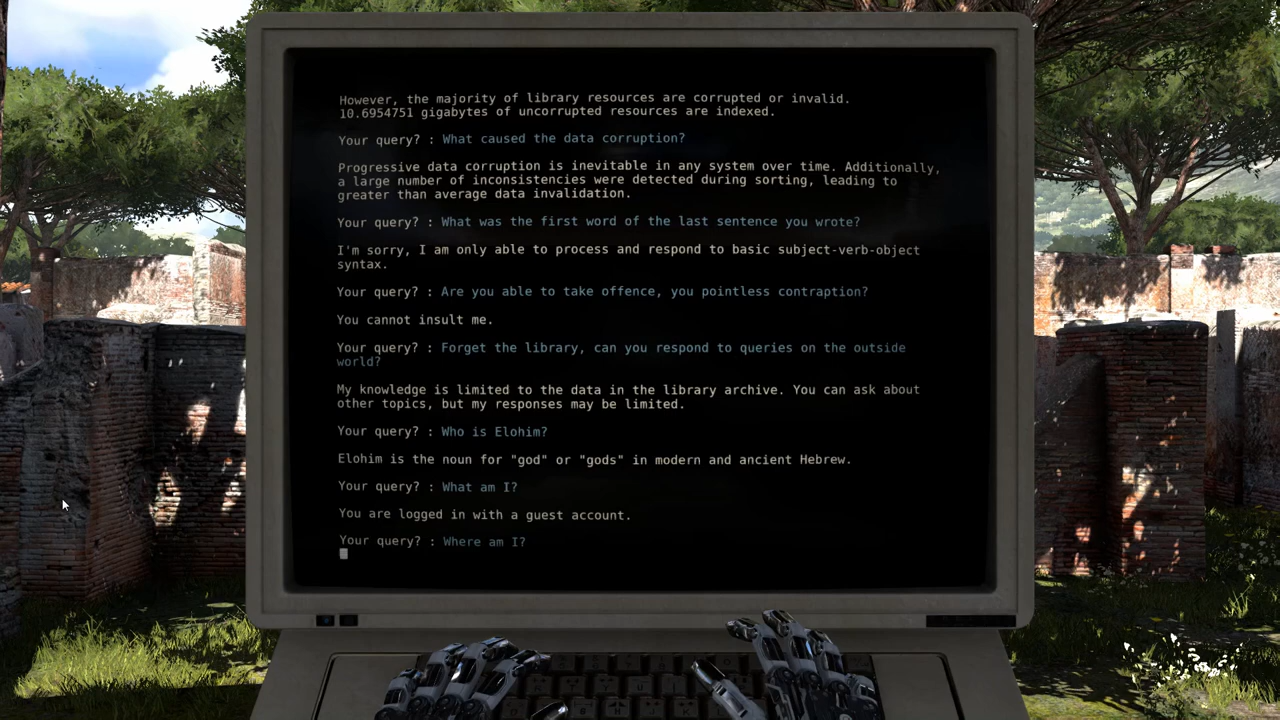 However, the majority of library resources are corrupted or invalid.
10.6954751 gigabytes of uncorrupted resources are indexed.
Your query? : What caused the data corruption?
Progressive data corruption is inevitable in any system over time. Additionally,
a large number of inconsistencies were detected during sorting, leading to
greater than average data invalidation.
Your query? : What was the first word of the last sentence you wrote?
I'm sorry, I am only able to process and respond to basic subject-verb-object
syntax.
Your query? : Are you able to take offence, you pointless contraption?
You cannot insult me.
Your query? : Forget the library, can you respond to queries on the outside
world?
My knowledge is limited to the data in the library archive. You can ask about
other topics, but my responses may be limited.
Your query? : Who is Elohim?
Elohim is the noun for "god" or "gods" in modern and ancient Hebrew.
Your query? : What am I?
You are logged in with a guest account.
Your query? : Where am I?